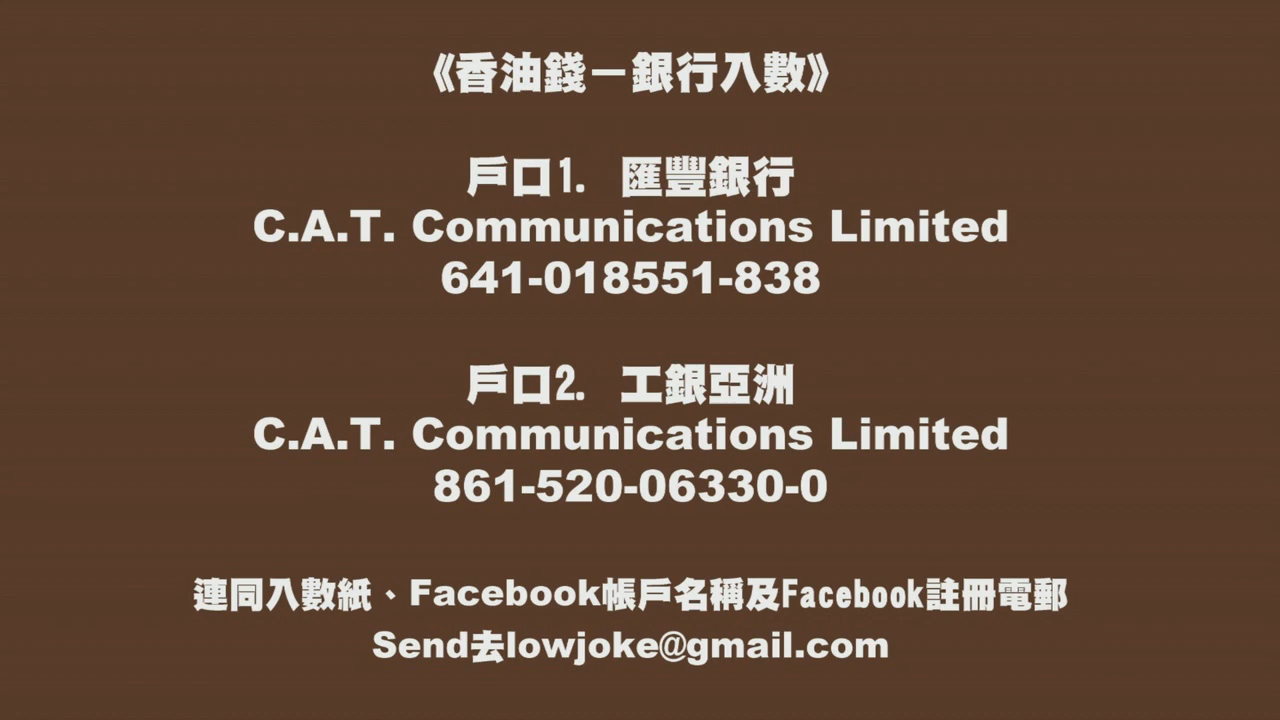 《香油錢－銀行入數》
戶口1. 匯豐銀行
C.A.T. Communications Limited
641-018551-838
戶口2. 工銀亞洲
C.A.T. Communications Limited
861-520-06330-0
連同入數紙、Facebook帳戶名稱及Facebook註冊電郵
Send去lowjoke@gmail.com